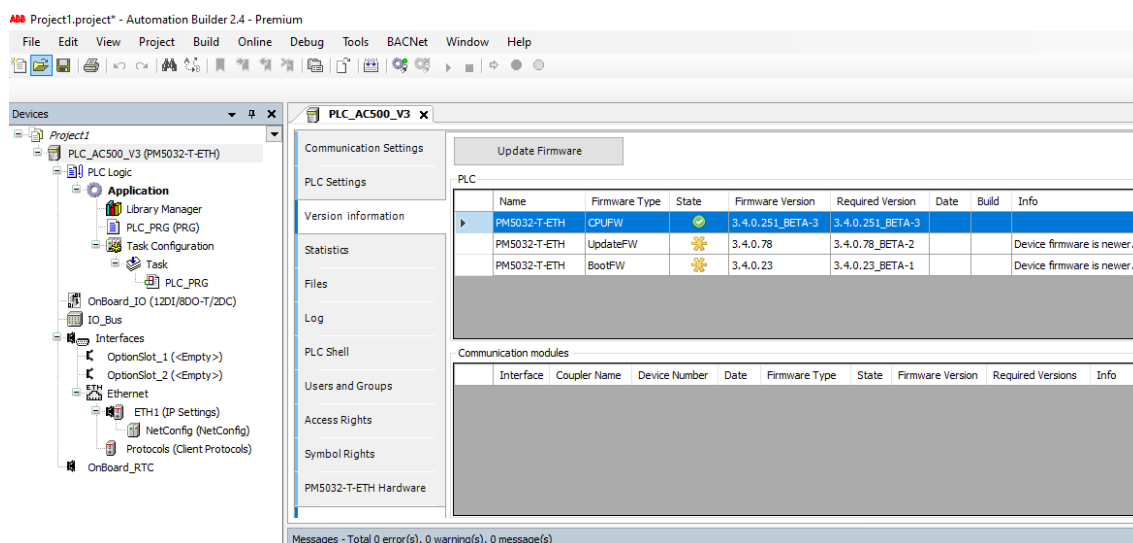 ABB Project1.project* - Automation Builder 2.4 - Premium
File Edit View Project Build Online Debug Tools BACNet Window Help
Devices
PLC_AC500_V3
Project1
PLC_AC500_V3 (PM5032-T-ETH)
PLC Logic
Application
Library Manager
PLC_PRG (PRG)
Task Configuration
Task
PLC_PRG
OnBoard_IO (12DI/8DO-T/2DC)
IO_Bus
Interfaces
OptionSlot_1 (<Empty>)
OptionSlot_2 (<Empty>)
ETH Ethernet
ETH1 (IP Settings)
NetConfig (NetConfig)
Protocols (Client Protocols)
OnBoard_RTC
Communication Settings
PLC Settings
Version information
Statistics
Files
Log
PLC Shell
Users and Groups
Access Rights
Symbol Rights
PM5032-T-ETH Hardware
Update Firmware
PLC
Name Firmware Type State Firmware Version Required Version Date Build Info
PM5032-T-ETH CPUFW 3.4.0.251_BETA-3 3.4.0.251_BETA-3
PM5032-T-ETH UpdateFW 3.4.0.78 3.4.0.78_BETA-2 Device firmware is newer.
PM5032-T-ETH BootFW 3.4.0.23 3.4.0.23_BETA-1 Device firmware is newer.
Communication modules
Interface Coupler Name Device Number Date Firmware Type State Firmware Version Required Versions Info
Messages - Total 0 error(s), 0 warning(s), 0 message(s)